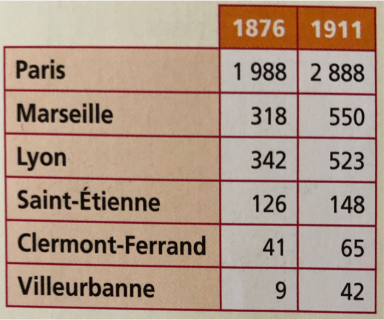 1876 1911
Paris 1 988 2 888
Marseille 318 550
Lyon 342 523
Saint-Étienne 126 148
Clermont-Ferrand 41 65
Villeurbanne 9 42